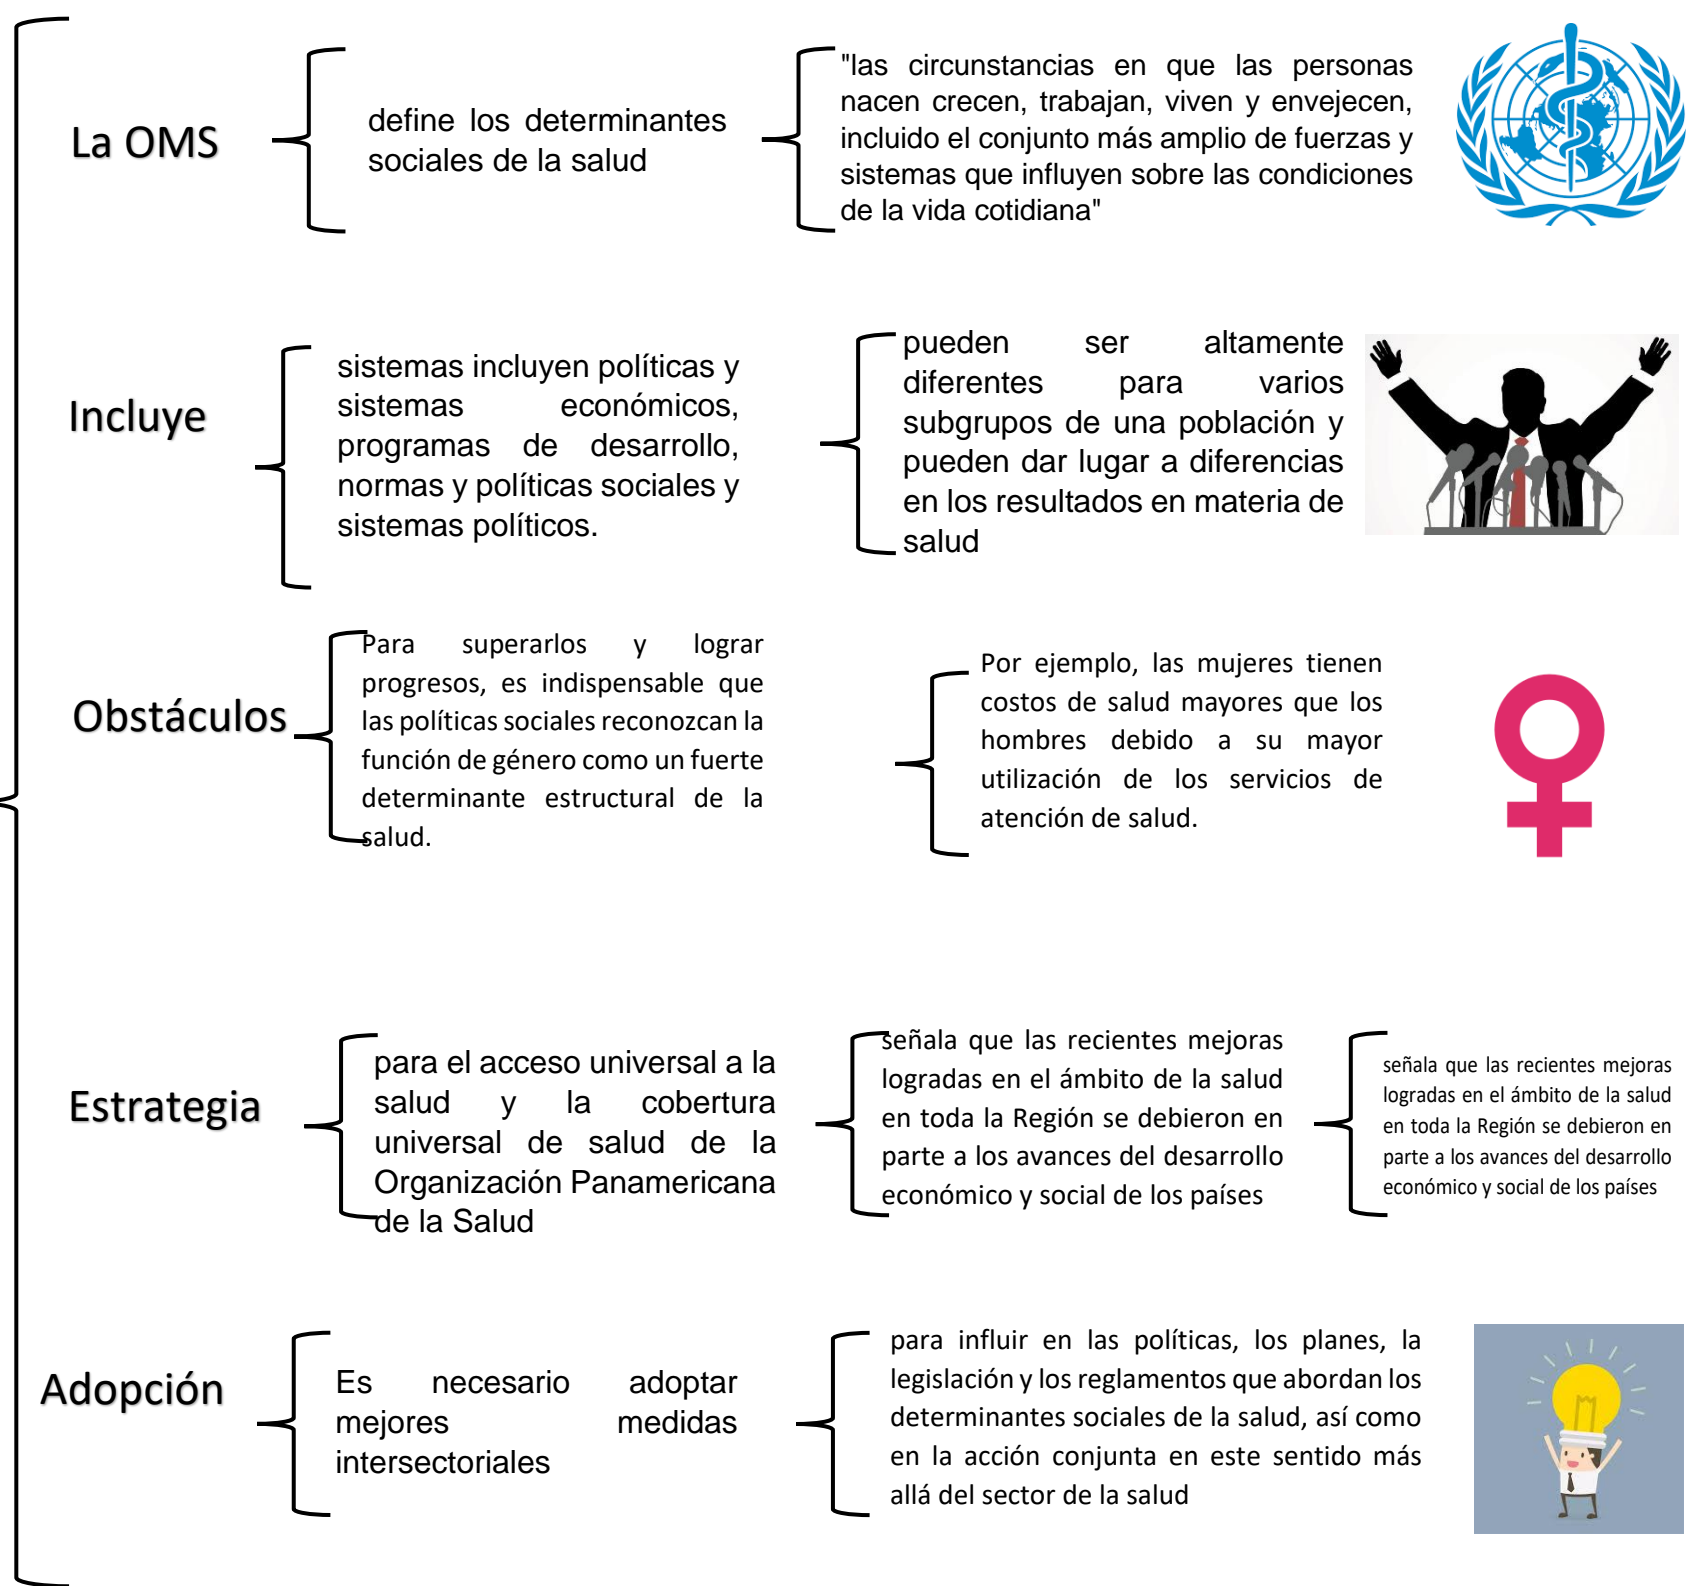 La OMS
define los determinantes
sociales de la salud
"las circunstancias en que las personas
nacen crecen, trabajan, viven y envejecen,
incluido el conjunto más amplio de fuerzas y
sistemas que influyen sobre las condiciones
de la vida cotidiana"
Incluye
sistemas incluyen políticas y
sistemas económicos,
programas de desarrollo,
normas y políticas sociales y
sistemas políticos.
pueden ser altamente
diferentes para varios
subgrupos de una población y
pueden dar lugar a diferencias
en los resultados en materia de
salud
Obstáculos
Para superarlos y lograr
progresos, es indispensable que
las políticas sociales reconozcan la
función de género como un fuerte
determinante estructural de la
salud.
Por ejemplo, las mujeres tienen
costos de salud mayores que los
hombres debido a su mayor
utilización de los servicios de
atención de salud.
Estrategia
para el acceso universal a la
salud y la cobertura
universal de salud de la
Organización Panamericana
de la Salud
señala que las recientes mejoras
logradas en el ámbito de la salud
en toda la Región se debieron en
parte a los avances del desarrollo
económico y social de los países
señala que las recientes mejoras
logradas en el ámbito de la salud
en toda la Región se debieron en
parte a los avances del desarrollo
económico y social de los países
Adopción
Es necesario adoptar
mejores medidas
intersectoriales
para influir en las políticas, los planes, la
legislación y los reglamentos que abordan los
determinantes sociales de la salud, así como
en la acción conjunta en este sentido más
allá del sector de la salud